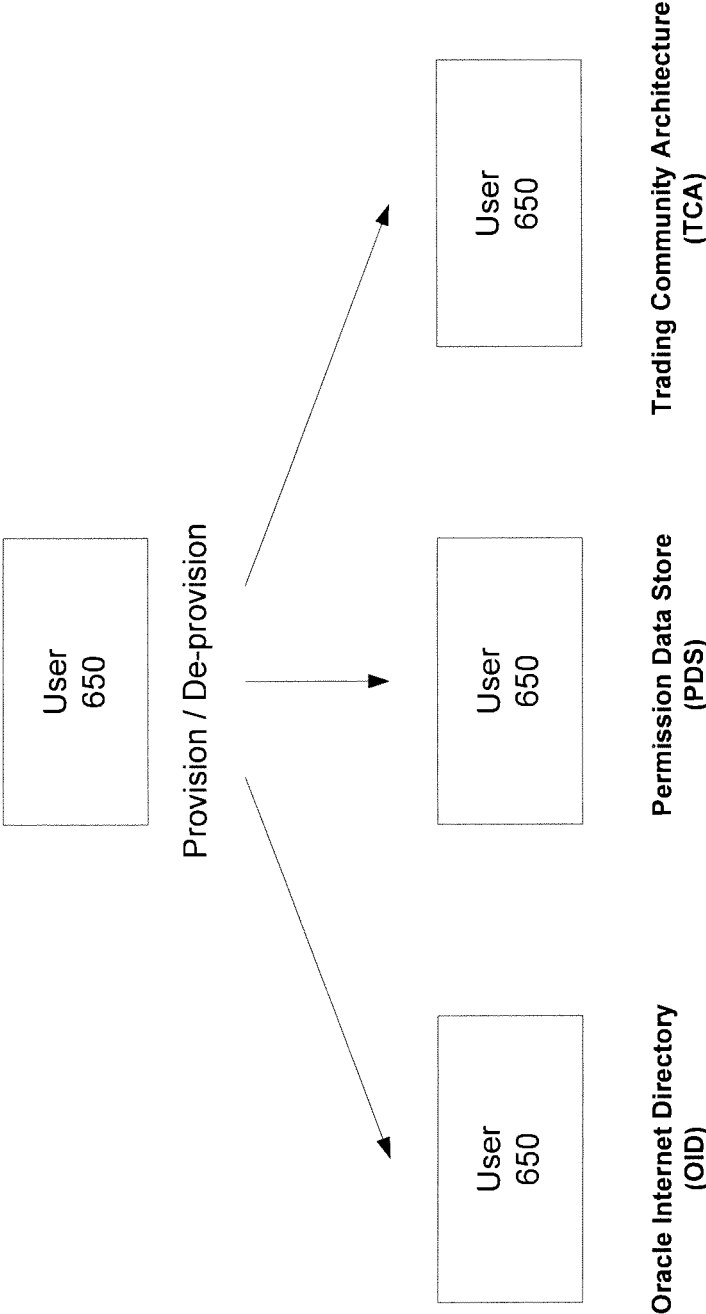 User
650
Provision / De-provision
User
650
User
650
User
650
Oracle Internet Directory
(OID)
Permission Data Store
(PDS)
Trading Community Architecture
(TCA)